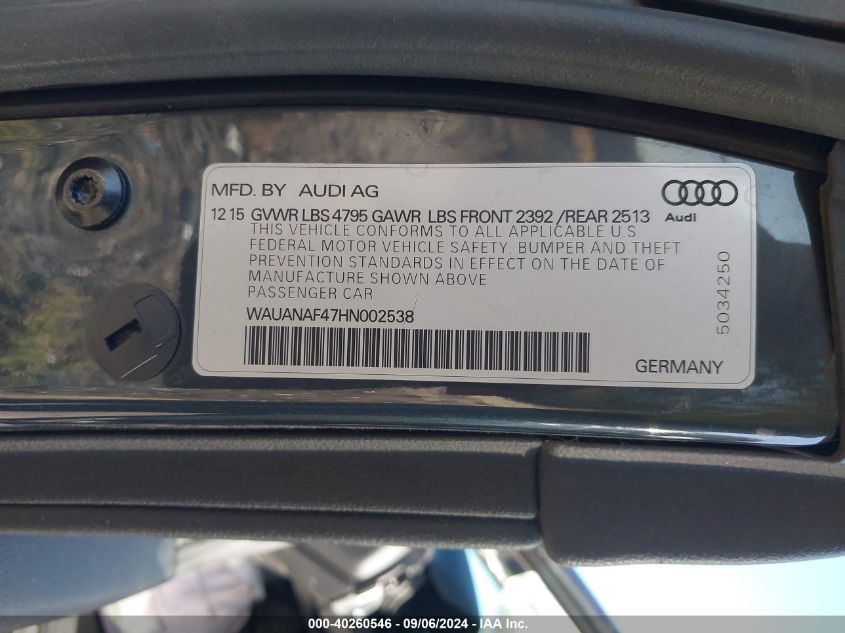 MFD. BY AUDI AG
Audi
12 15 GVWR LBS 4795 GAWR LBS FRONT 2392 /REAR 2513
THIS VEHICLE CONFORMS TO ALL APPLICABLE U.S.
FEDERAL MOTOR VEHICLE SAFETY, BUMPER AND THEFT
PREVENTION STANDARDS IN EFFECT ON THE DATE OF
MANUFACTURE SHOWN ABOVE
PASSENGER CAR
WAUANAF47HN002538
5034250
GERMANY
000-40260546 - 09/06/2024 - IAA Inc.